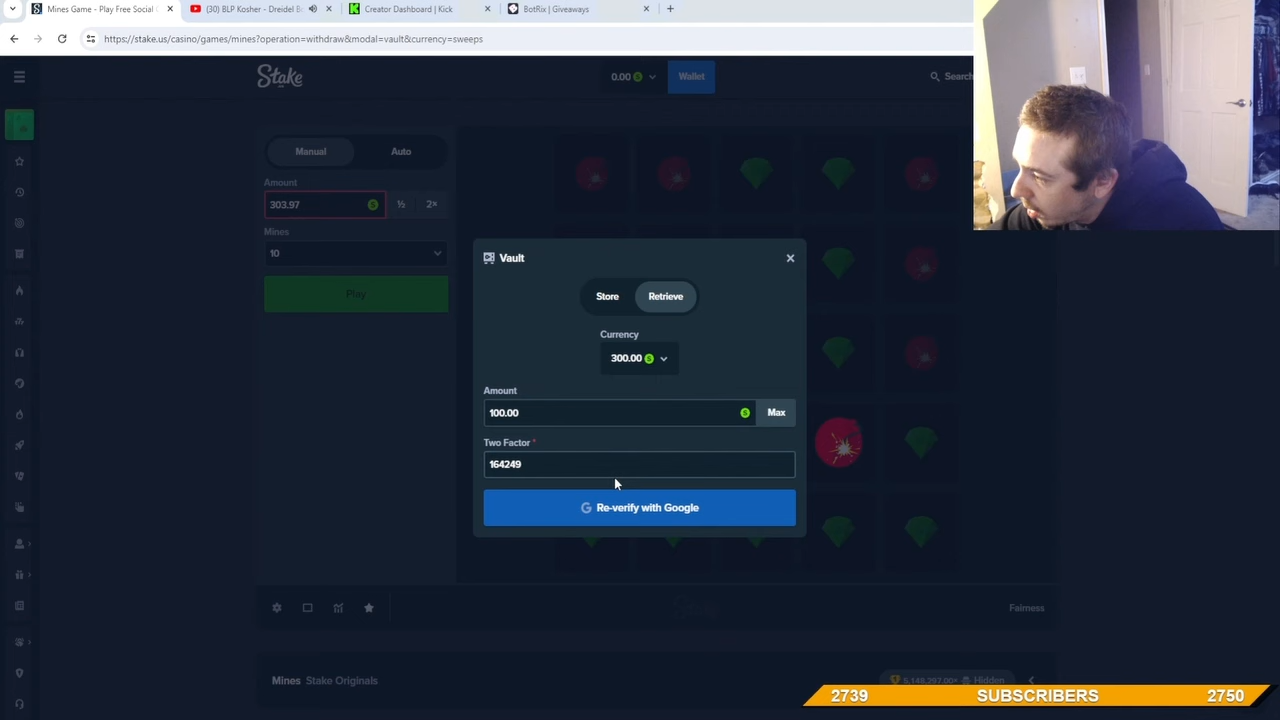 Mines Game - Play Free Social
(30) BLP Kosher - Dreidel B
Creator Dashboard | Kick
BotRix | Giveaways
https://stake.us/casino/games/mines?operation=withdraw&modal=vault&currency=sweeps
Stake
0.00
Wallet
Search
Manual
Auto
Amount
303.97
½
2×
Mines
10
Play
Vault
Store
Retrieve
Currency
300.00
Amount
100.00
Max
Two Factor *
164249
Re-verify with Google
Fairness
Mines Stake Originals
5,148,297.00×
Hidden
2739
SUBSCRIBERS
2750